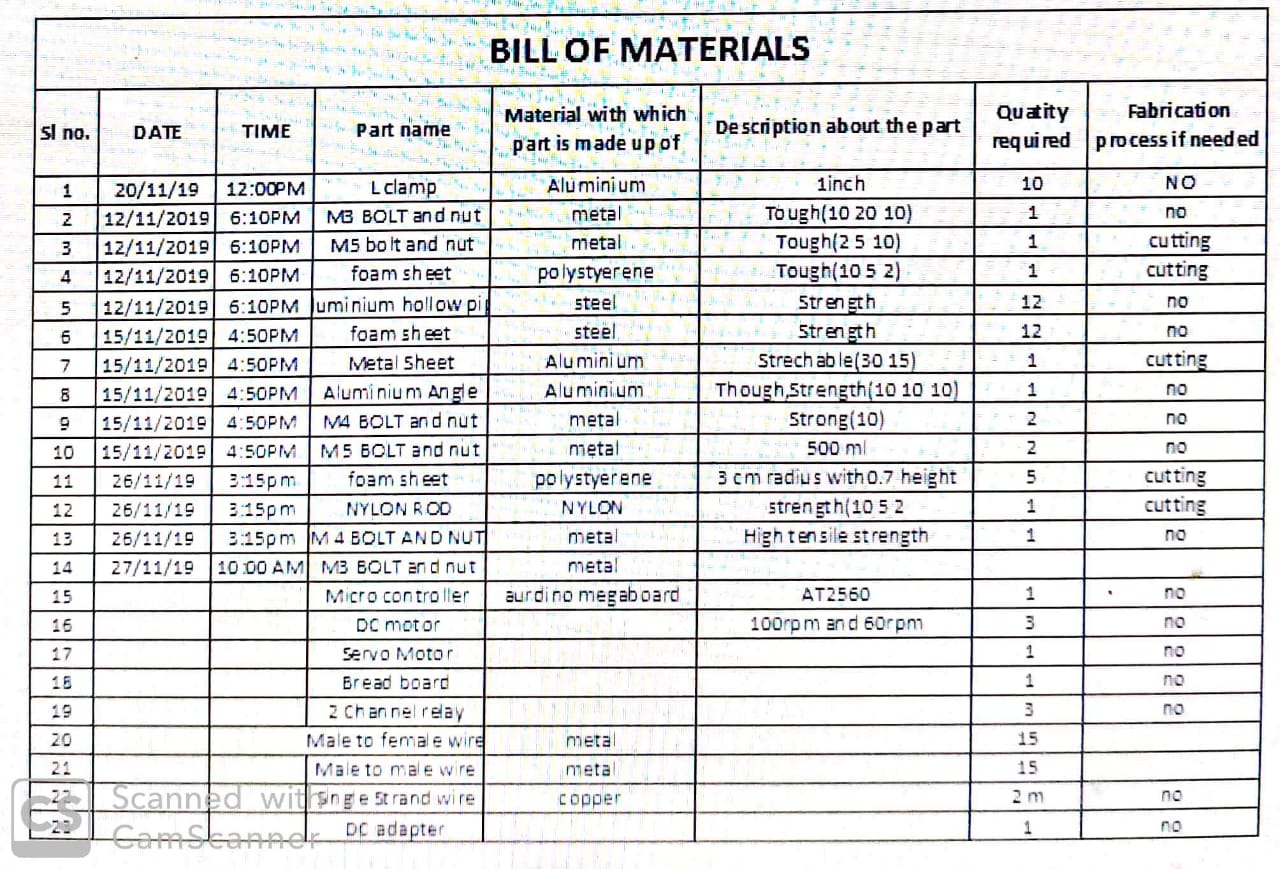 BILL OF MATERIALS
Sl no. DATE TIME Part name Material with which part is made up of Description about the part Quatity required Fabrication process if needed
1 20/11/19 12:00PM L clamp Aluminium 1inch 10 NO
2 12/11/2019 6:10PM M3 BOLT and nut metal Tough(10 20 10) 1 no
3 12/11/2019 6:10PM M5 bolt and nut metal Tough(2 5 10) 1 cutting
4 12/11/2019 6:10PM foam sheet polystyerene Tough(10 5 2) 1 cutting
5 12/11/2019 6:10PM uminium hollow pip steel Strength 12 no
6 15/11/2019 4:50PM foam sheet steel Strength 12 no
7 15/11/2019 4:50PM Metal Sheet Aluminium Strechable(30 15) 1 cutting
8 15/11/2019 4:50PM Aluminium Angle Aluminium Though,Strength(10 10 10) 1 no
9 15/11/2019 4:50PM M4 BOLT and nut metal Strong(10) 2 no
10 15/11/2019 4:50PM M5 BOLT and nut metal 500 ml 2 no
11 26/11/19 3:15pm foam sheet polystyerene 3 cm radius with 0.7 height 5 cutting
12 26/11/19 3:15pm NYLON ROD NYLON strength(10 5 2 1 cutting
13 26/11/19 3:15pm M 4 BOLT AND NUT metal High tensile strength 1 no
14 27/11/19 10:00 AM M3 BOLT and nut metal
15 Micro controller aurdino megaboard AT2560 1 no
16 DC motor 100rpm and 60rpm 3 no
17 Servo Motor 1 no
18 Bread board 1 no
19 2 Channel relay 3 no
20 Male to female wire metal 15
21 Male to male wire metal 15
22 Single Strand wire copper 2 m no
23 DC adapter 1 no
CS Scanned with
CamScanner